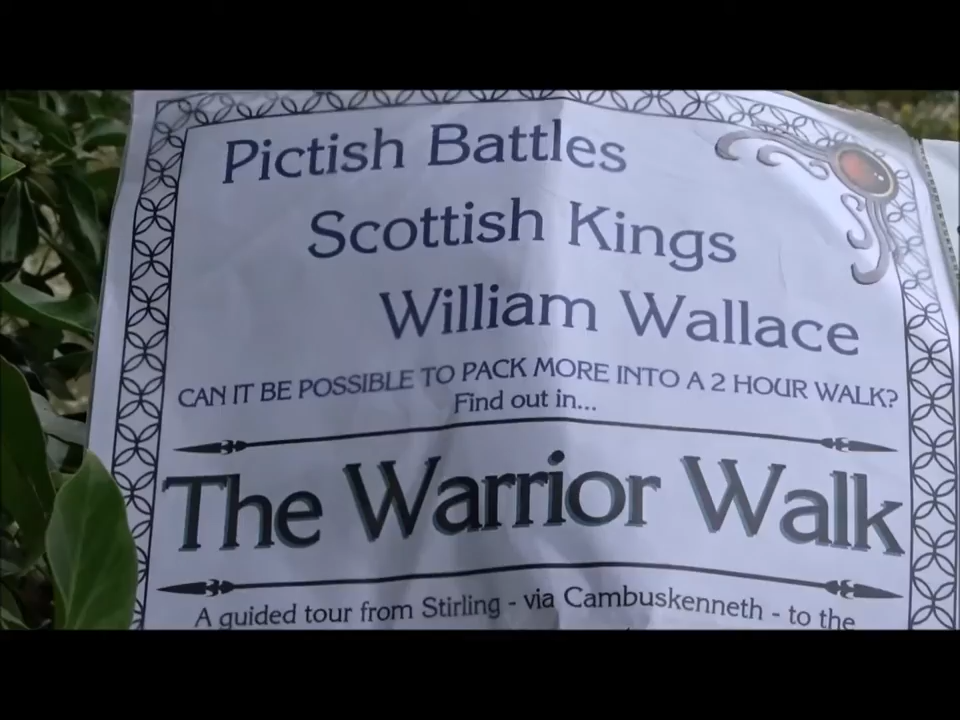 Pictish Battles
Scottish Kings
William Wallace
CAN IT BE POSSIBLE TO PACK MORE INTO A 2 HOUR WALK?
Find out in...
The Warrior Walk
A guided tour from Stirling - via Cambuskenneth - to the